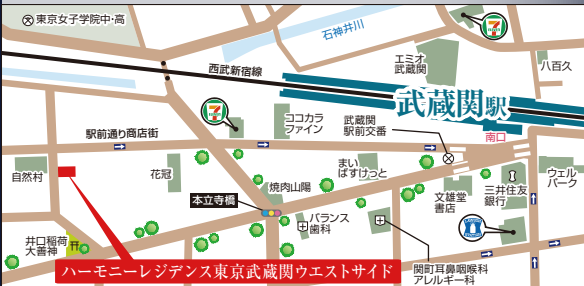 東京女子学院中・高
石神井川
西武新宿線
エミオ
武蔵関
八百久
武蔵関駅
南口
ココカラ
ファイン
武蔵関
駅前交番
駅前通り商店街
自然村
花冠
焼肉山陽
まい
ばすけっと
文雄堂
書店
三井住友
銀行
ウェル
パーク
本立寺橋
バランス
歯科
井口稲荷
大善神
関町耳鼻咽喉科
アレルギー科
ハーモニーレジデンス東京武蔵関ウエストサイド